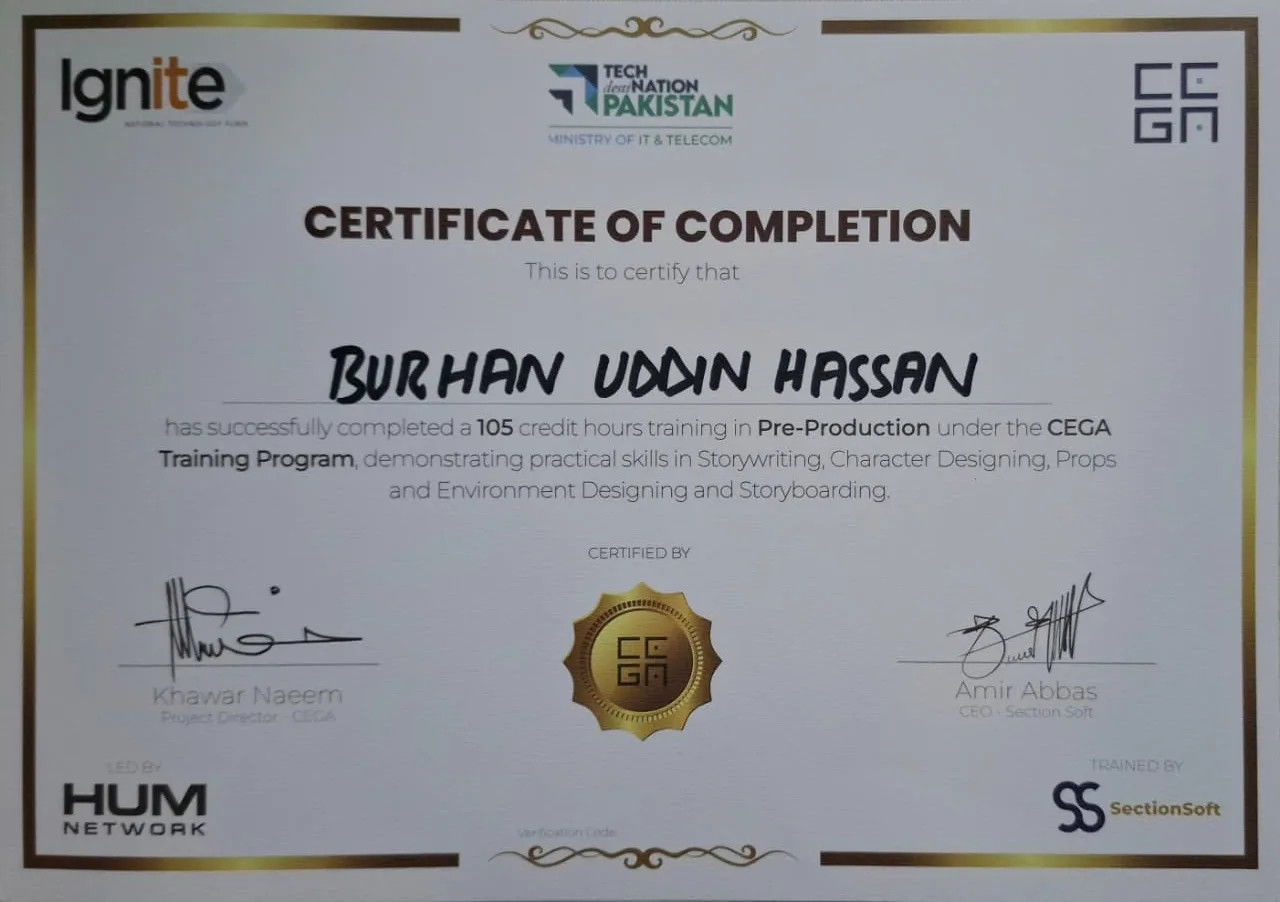 Ignite
NATIONAL TECHNOLOGY FUND
TECH
destiNATION
PAKISTAN
MINISTRY OF IT & TELECOM
CE
GA
CERTIFICATE OF COMPLETION
This is to certify that
BURHAN UDDIN HASSAN
has successfully completed a 105 credit hours training in Pre-Production under the CEGA
Training Program, demonstrating practical skills in Storywriting, Character Designing, Props
and Environment Designing and Storyboarding.
CERTIFIED BY
CE
GA
Khawar Naeem
Project Director - CEGA
Amir Abbas
CEO - Section Soft
LED BY
HUM
NETWORK
TRAINED BY
SS SectionSoft
Verification Code: